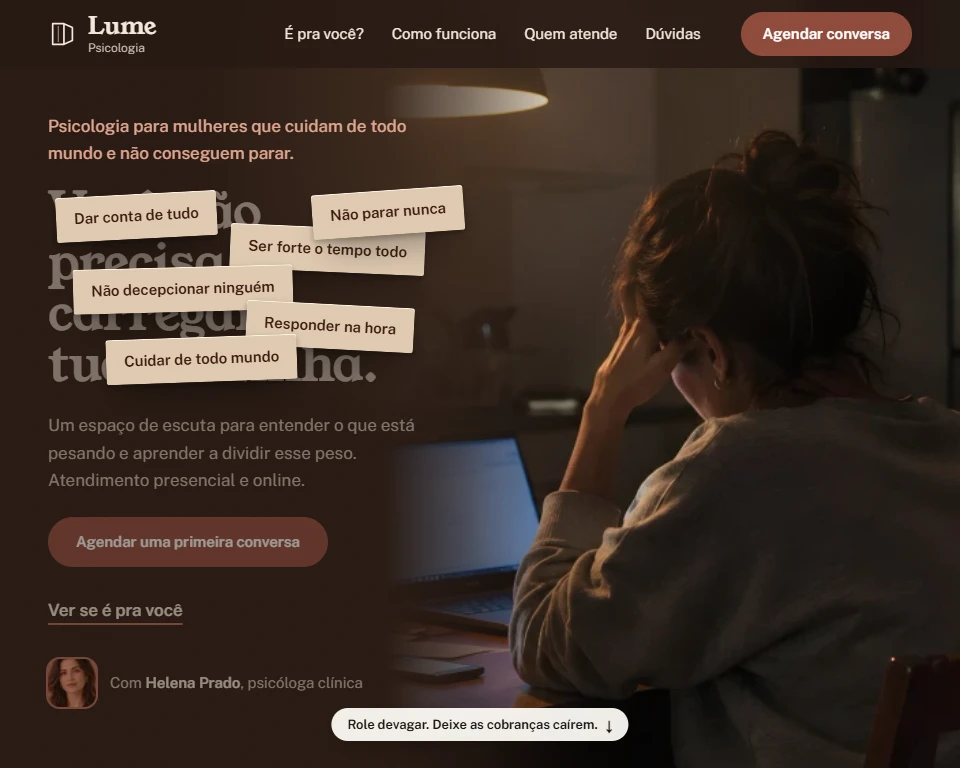 Lume
Psicologia
É pra você?
Como funciona
Quem atende
Dúvidas
Agendar conversa
Psicologia para mulheres que cuidam de todo
mundo e não conseguem parar.
Dar conta de tudo
Não parar nunca
Ser forte o tempo todo
precisa
Não decepcionar ninguém
carregar
Responder na hora
Cuidar de todo mundo
Um espaço de escuta para entender o que está
pesando e aprender a dividir esse peso.
Atendimento presencial e online.
Agendar uma primeira conversa
Ver se é pra você
Com Helena Prado, psicóloga clínica
Role devagar. Deixe as cobranças caírem. ↓